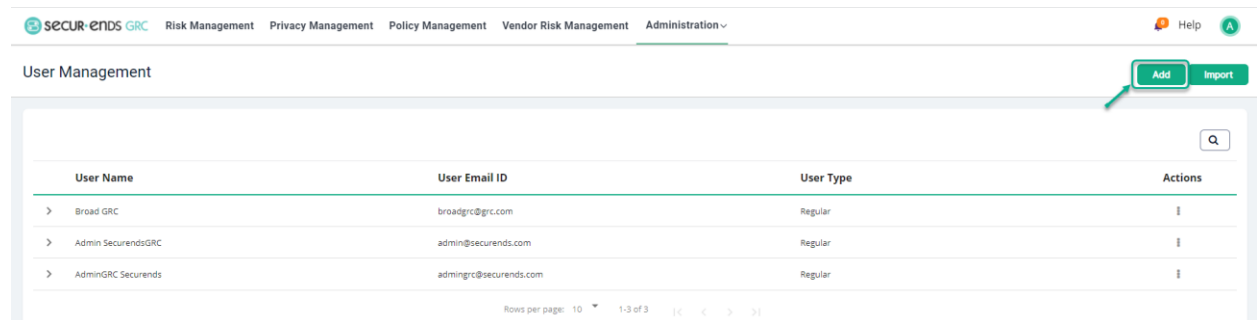 SECUR-ENDS GRC Risk Management Privacy Management Policy Management Vendor Risk Management Administration 0 Help A
User Management Add Import
User Name User Email ID User Type Actions
Broad GRC broadgrc@grc.com Regular
Admin SecurendsGRC admin@securends.com Regular
AdminGRC Securends admingrc@securends.com Regular
Rows per page: 10 1-3 of 3